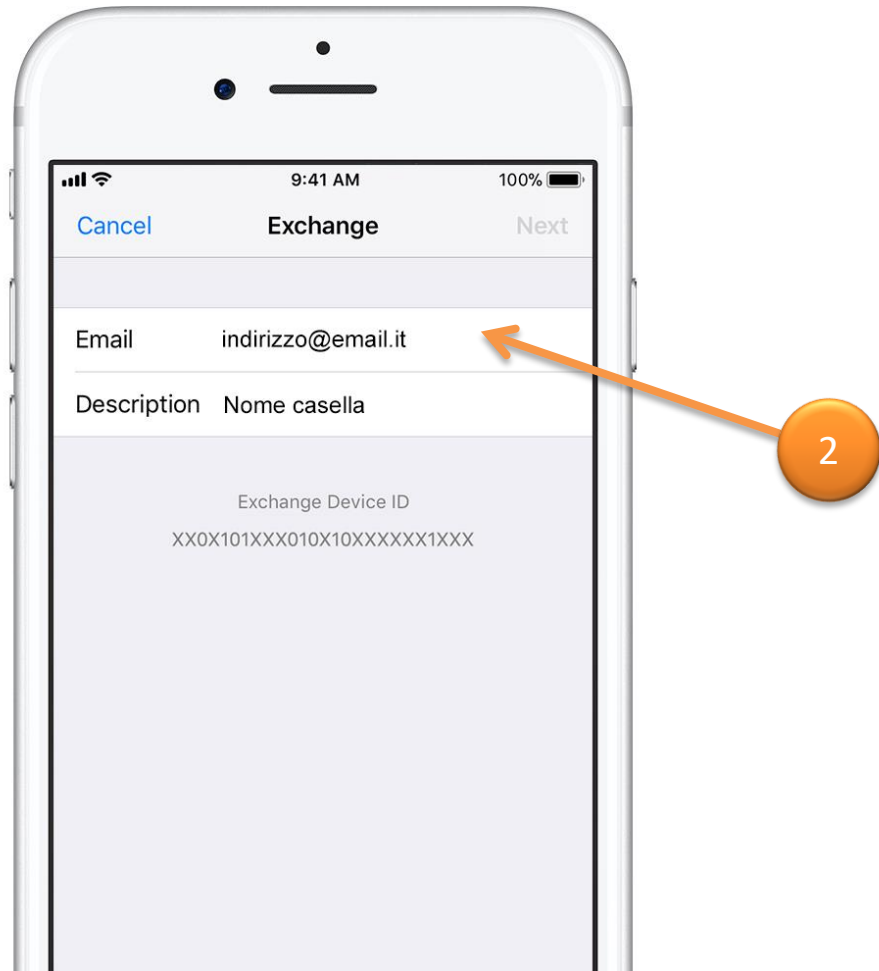 9:41 AM 100%
Cancel Exchange Next
Email indirizzo@email.it
Description Nome casella
2
Exchange Device ID
XX0X101XXX010X10XXXXXX1XXX